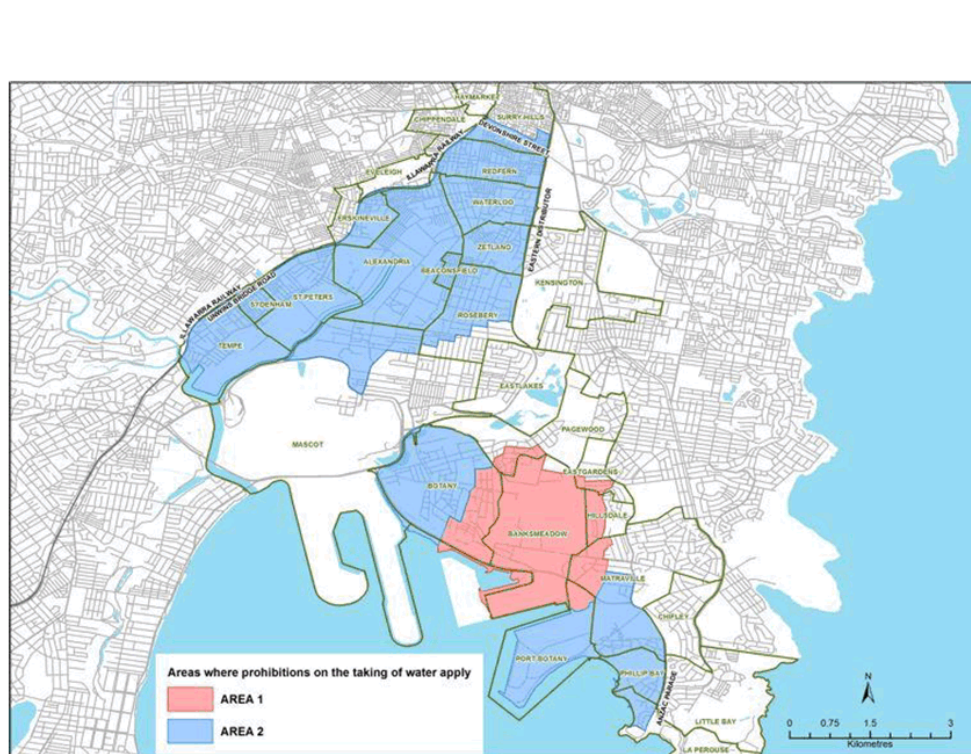 HAYMARKET
SURRY HILLS
CHIPPENDALE
DEVONSHIRE STREET
ILLAWARRA RAILWAY
EVELEIGH
REDFERN
WATERLOO
ERSKINEVILLE
EASTERN DISTRIBUTOR
ZETLAND
ALEXANDRIA
BEACONSFIELD
KENSINGTON
ILLAWARRA RAILWAY
UNWINS BRIDGE ROAD
ST PETERS
SYDENHAM
ROSEBERY
TEMPE
EASTLAKES
PAGEWOOD
MASCOT
EASTGARDENS
BOTANY
HILLSDALE
BANKSMEADOW
MATRAVILLE
CHIFLEY
PORT BOTANY
PHILLIP BAY
ANZAC PARADE
LITTLE BAY
LA PEROUSE
Areas where prohibitions on the taking of water apply
AREA 1
AREA 2
N
0 0.75 1.5 3
Kilometres